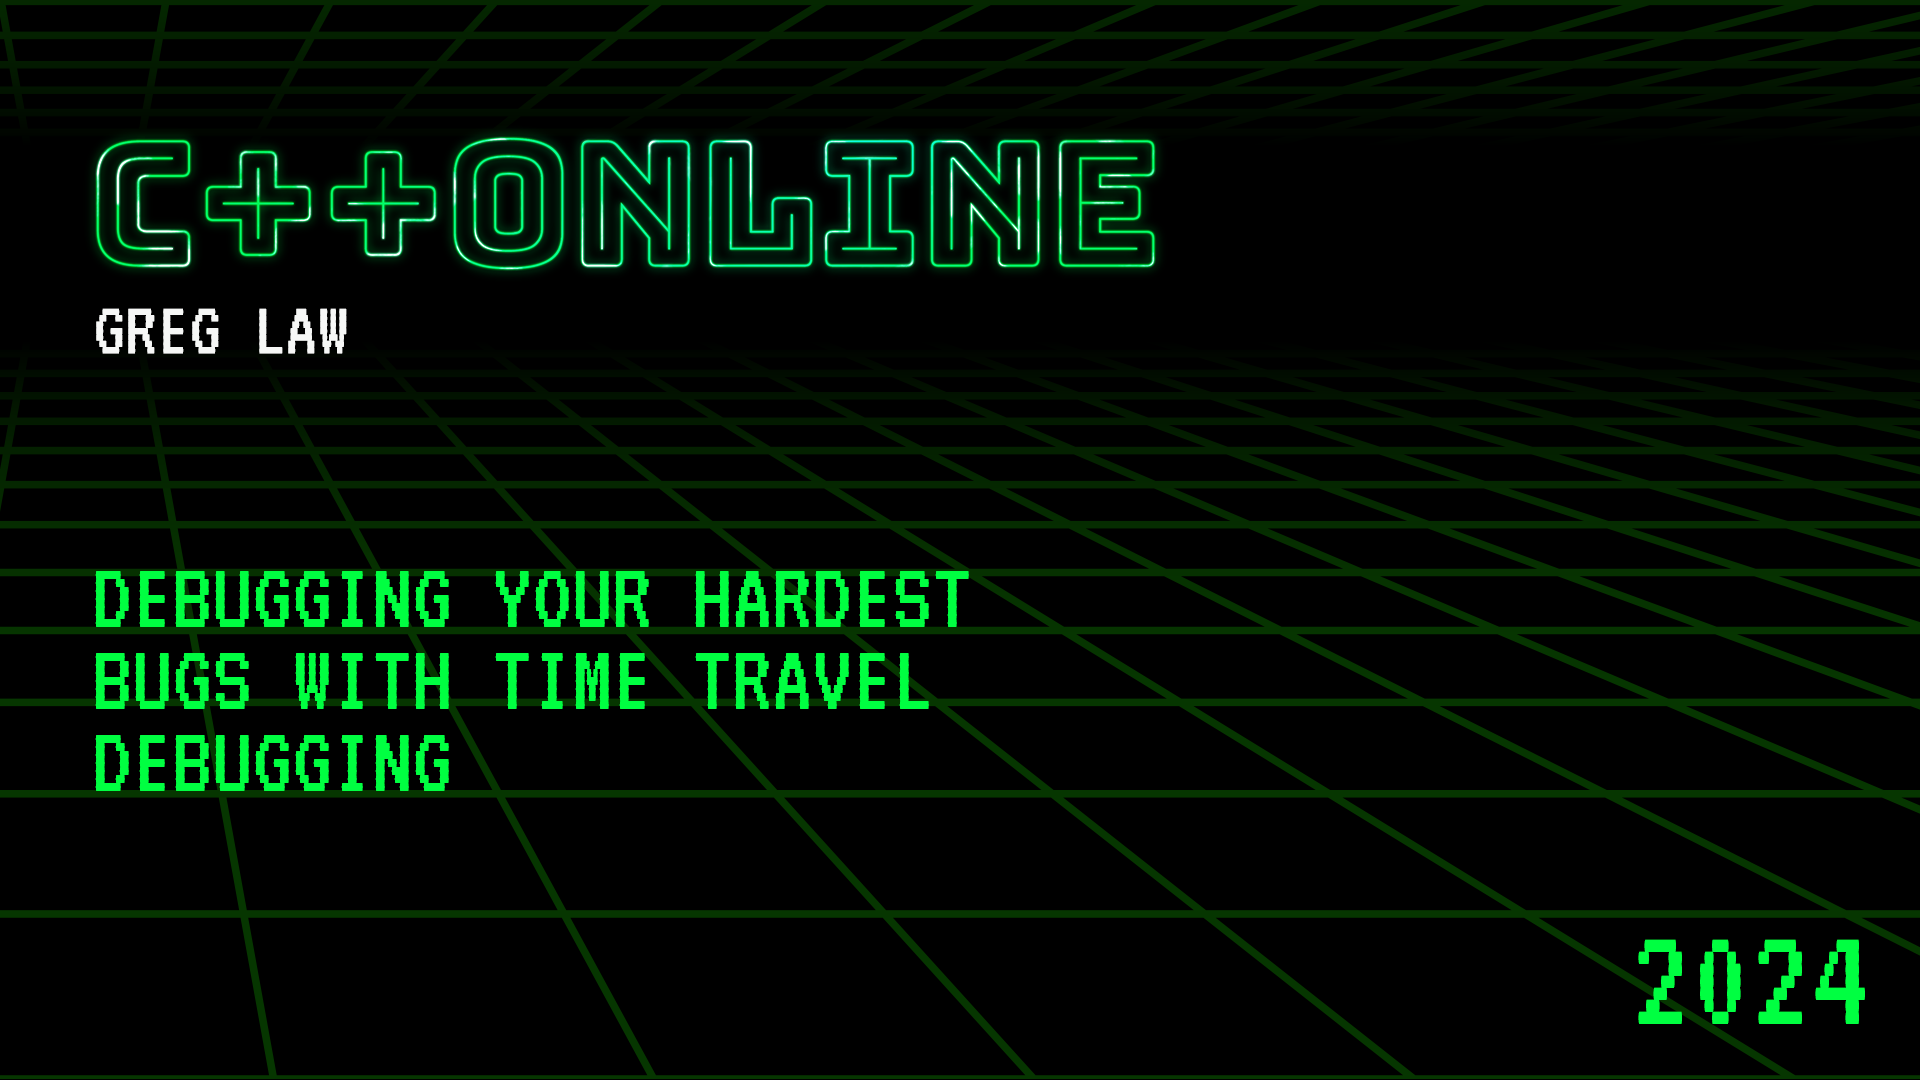 C++ONLINE
GREG LAW
DEBUGGING YOUR HARDEST
BUGS WITH TIME TRAVEL
DEBUGGING
2024